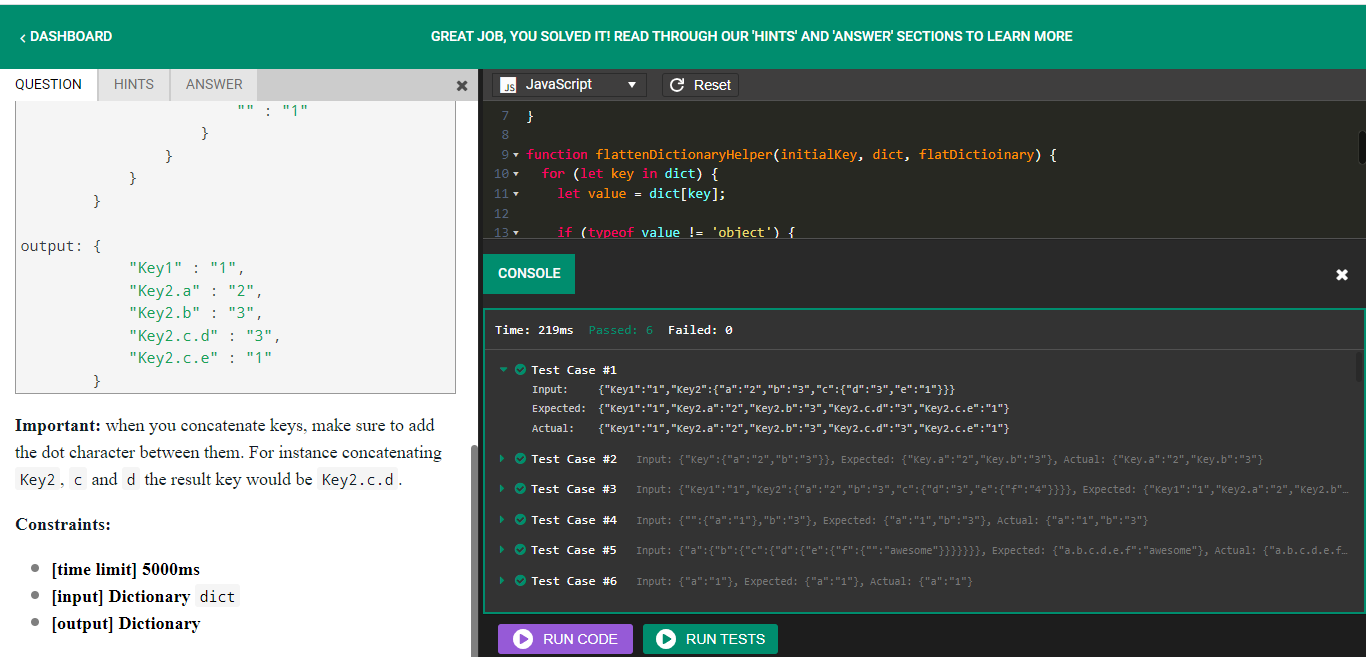 < DASHBOARD
GREAT JOB, YOU SOLVED IT! READ THROUGH OUR 'HINTS' AND 'ANSWER' SECTIONS TO LEARN MORE
QUESTION HINTS ANSWER ✖
"" : "1"
}
}
}
}
output: {
"Key1" : "1",
"Key2.a" : "2",
"Key2.b" : "3",
"Key2.c.d" : "3",
"Key2.c.e" : "1"
}
Important: when you concatenate keys, make sure to add
the dot character between them. For instance concatenating
Key2 , c and d the result key would be Key2.c.d .
Constraints:
• [time limit] 5000ms
• [input] Dictionary dict
• [output] Dictionary
JS JavaScript ▼ Reset
7 }
8
9 function flattenDictionaryHelper(initialKey, dict, flatDictioinary) {
10 for (let key in dict) {
11 let value = dict[key];
12
13 if (typeof value != 'object') {
CONSOLE ✖
Time: 219ms Passed: 6 Failed: 0
Test Case #1
Input: {"Key1":"1","Key2":{"a":"2","b":"3","c":{"d":"3","e":"1"}}}
Expected: {"Key1":"1","Key2.a":"2","Key2.b":"3","Key2.c.d":"3","Key2.c.e":"1"}
Actual: {"Key1":"1","Key2.a":"2","Key2.b":"3","Key2.c.d":"3","Key2.c.e":"1"}
Test Case #2 Input: {"Key":{"a":"2","b":"3"}}, Expected: {"Key.a":"2","Key.b":"3"}, Actual: {"Key.a":"2","Key.b":"3"}
Test Case #3 Input: {"Key1":"1","Key2":{"a":"2","b":"3","c":{"d":"3","e":{"f":"4"}}}}, Expected: {"Key1":"1","Key2.a":"2","Key2.b"…
Test Case #4 Input: {"":{"a":"1"},"b":"3"}, Expected: {"a":"1","b":"3"}, Actual: {"a":"1","b":"3"}
Test Case #5 Input: {"a":{"b":{"c":{"d":{"e":{"f":{"":"awesome"}}}}}}}, Expected: {"a.b.c.d.e.f":"awesome"}, Actual: {"a.b.c.d.e.f…
Test Case #6 Input: {"a":"1"}, Expected: {"a":"1"}, Actual: {"a":"1"}
RUN CODE RUN TESTS